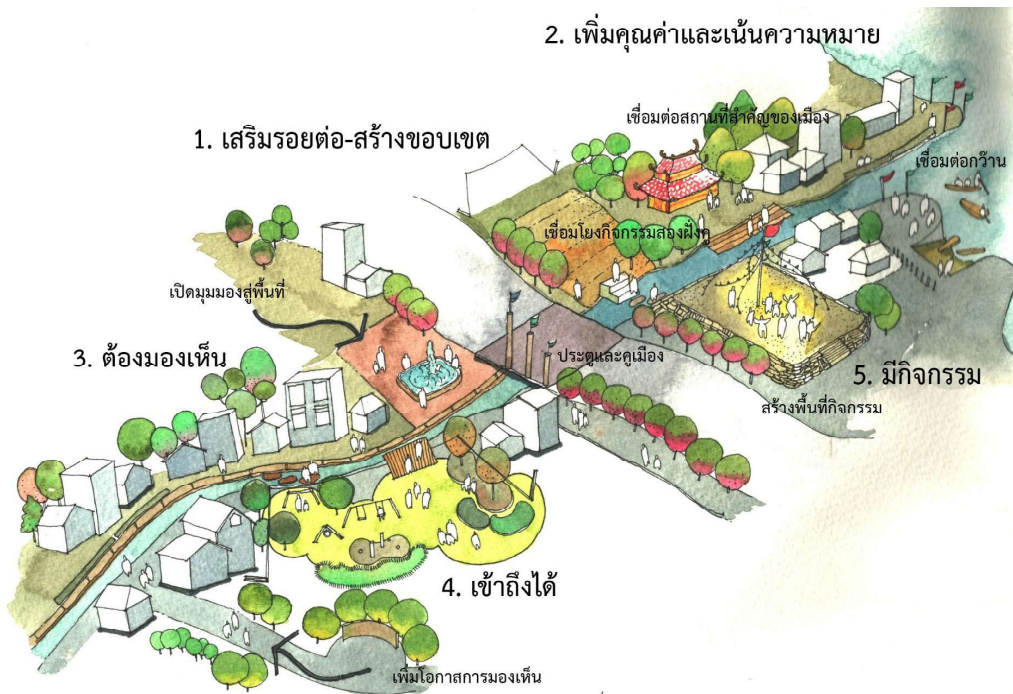 2. เพิ่มคุณค่าและเน้นความหมาย
เชื่อมต่อสถานที่สำคัญของเมือง
1. เสริมรอยต่อ-สร้างขอบเขต
เชื่อมต่อกว๊าน
เชื่อมโยงกิจกรรมสองฝั่งคู
เปิดมุมมองสู่พื้นที่
3. ต้องมองเห็น
ประตูและคูเมือง
5. มีกิจกรรม
สร้างพื้นที่กิจกรรม
4. เข้าถึงได้
เพิ่มโอกาสการมองเห็น